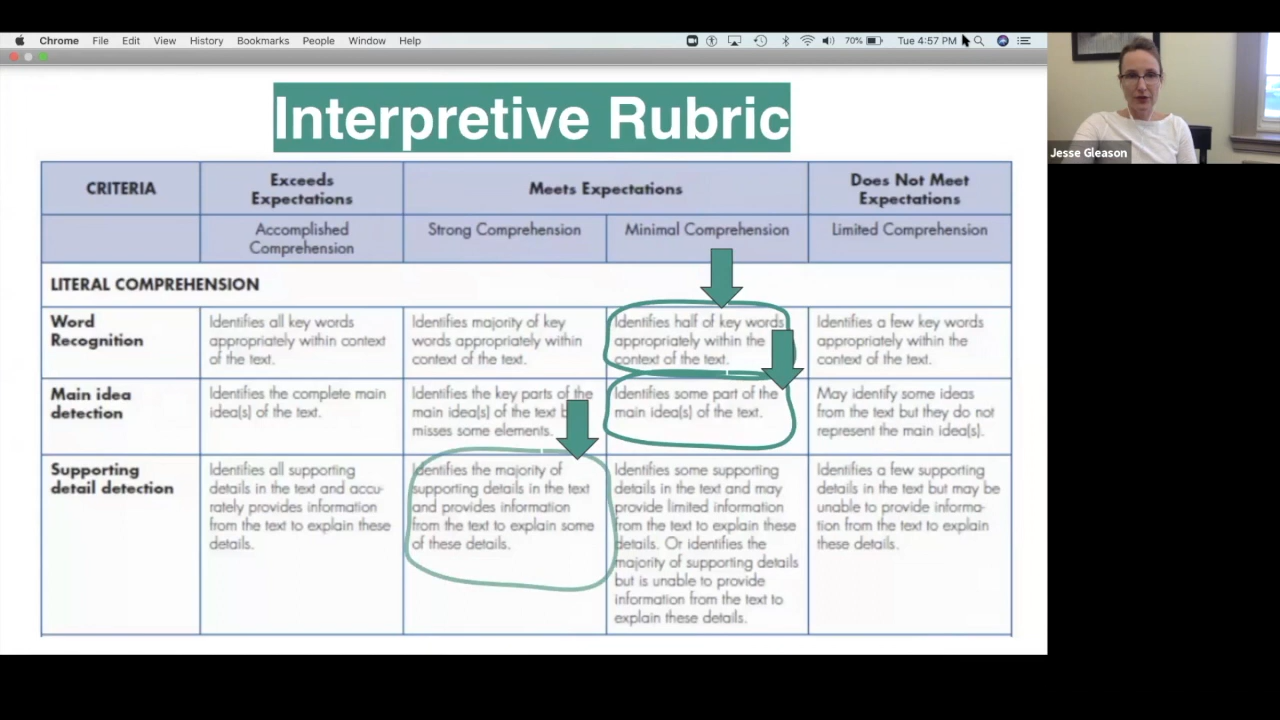 Chrome File Edit View History Bookmarks People Window Help 70% Tue 4:57 PM
Interpretive Rubric
CRITERIA
Exceeds
Expectations
Meets Expectations
Does Not Meet
Expectations
Accomplished
Comprehension
Strong Comprehension
Minimal Comprehension
Limited Comprehension
LITERAL COMPREHENSION
Word
Recognition
Identifies all key words
appropriately within context
of the text.
Identifies majority of key
words appropriately within
context of the text.
Identifies half of key words
appropriately within the
context of the text.
Identifies a few key words
appropriately within the
context of the text.
Main idea
detection
Identifies the complete main
idea(s) of the text.
Identifies the key parts of the
main idea(s) of the text
misses some elements.
Identifies some part of the
main idea(s) of the text.
May identify some ideas
from the text but they do not
represent the main idea(s).
Supporting
detail detection
Identifies all supporting
details in the text and accu-
rately provides information
from the text to explain these
details.
Identifies the majority of
supporting details in the text
and provides information
from the text to explain some
of these details.
Identifies some supporting
details in the text and may
provide limited information
from the text to explain these
details. Or identifies the
majority of supporting details
but is unable to provide
information from the text to
explain these details.
Identifies a few supporting
details in the text but may be
unable to provide informa-
tion from the text to explain
these details.
Jesse Gleason